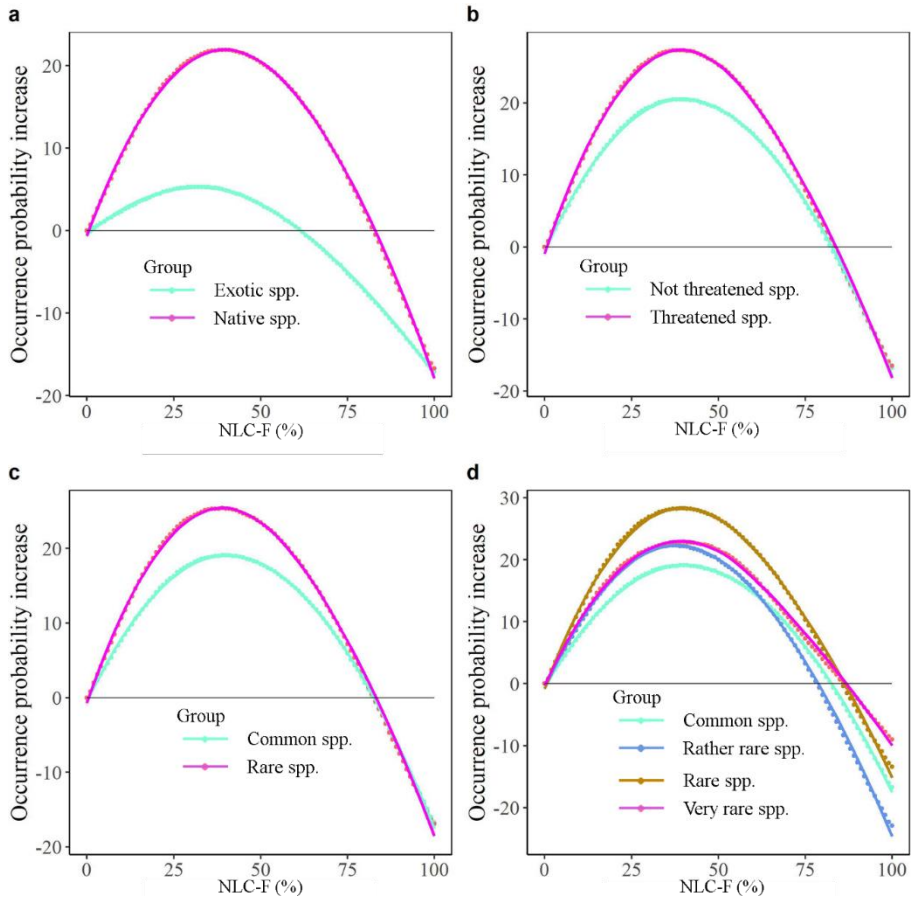 a
Occurrence probability increase
20
10
0
-10
-20
Group
Exotic spp.
Native spp.
0 25 50 75 100
NLC-F (%)
b
Occurrence probability increase
20
10
0
-10
-20
Group
Not threatened spp.
Threatened spp.
0 25 50 75 100
NLC-F (%)
c
Occurrence probability increase
20
10
0
-10
-20
Group
Common spp.
Rare spp.
0 25 50 75 100
NLC-F (%)
d
Occurrence probability increase
30
20
10
0
-10
-20
Group
Common spp.
Rather rare spp.
Rare spp.
Very rare spp.
0 25 50 75 100
NLC-F (%)